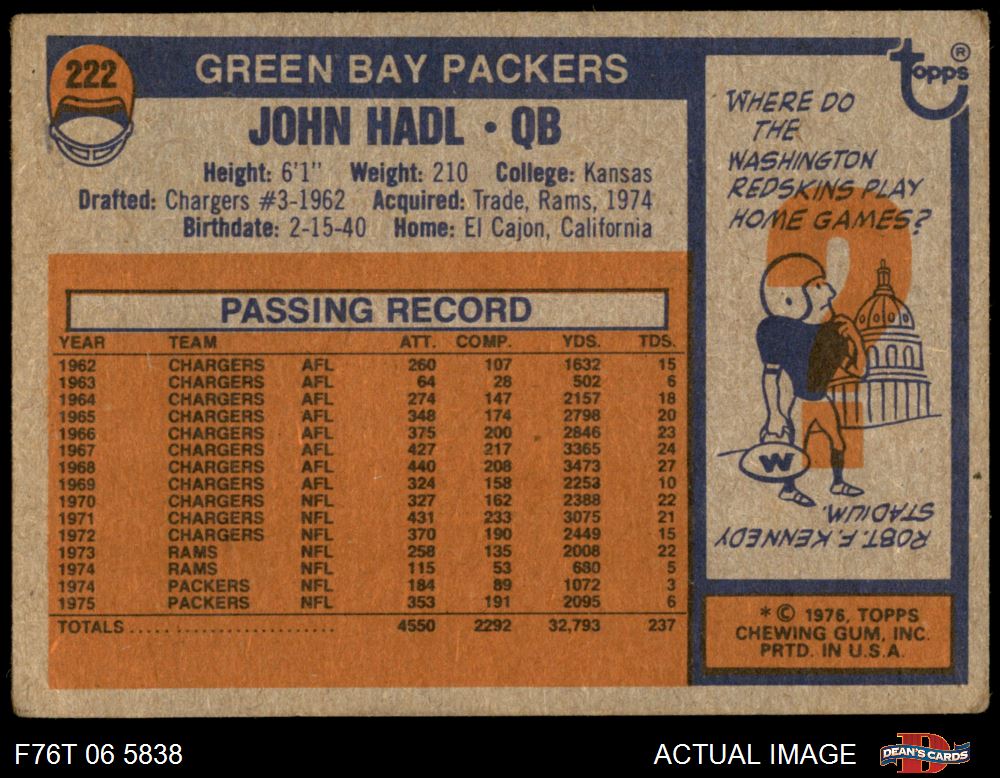 222
GREEN BAY PACKERS
JOHN HADL • QB
Height: 6'1" Weight: 210 College: Kansas
Drafted: Chargers #3-1962 Acquired: Trade, Rams, 1974
Birthdate: 2-15-40 Home: El Cajon, California
PASSING RECORD
YEAR TEAM ATT. COMP. YDS. TDS.
1962 CHARGERS AFL 260 107 1632 15
1963 CHARGERS AFL 64 28 502 6
1964 CHARGERS AFL 274 147 2157 18
1965 CHARGERS AFL 348 174 2798 20
1966 CHARGERS AFL 375 200 2846 23
1967 CHARGERS AFL 427 217 3365 24
1968 CHARGERS AFL 440 208 3473 27
1969 CHARGERS AFL 324 158 2253 10
1970 CHARGERS NFL 327 162 2388 22
1971 CHARGERS NFL 431 233 3075 21
1972 CHARGERS NFL 370 190 2449 15
1973 RAMS NFL 258 135 2008 22
1974 RAMS NFL 115 53 680 5
1974 PACKERS NFL 184 89 1072 3
1975 PACKERS NFL 353 191 2095 6
TOTALS..... ........................ 4550 2292 32,793 237
topps®
WHERE DO
THE
WASHINGTON
REDSKINS PLAY
HOME GAMES?
?
W
ROBT. F. KENNEDY
STADIUM.
*© 1976, TOPPS
CHEWING GUM, INC.
PRTD. IN U.S.A.
F76T 06 5838
ACTUAL IMAGE
D
DEAN'S CARDS